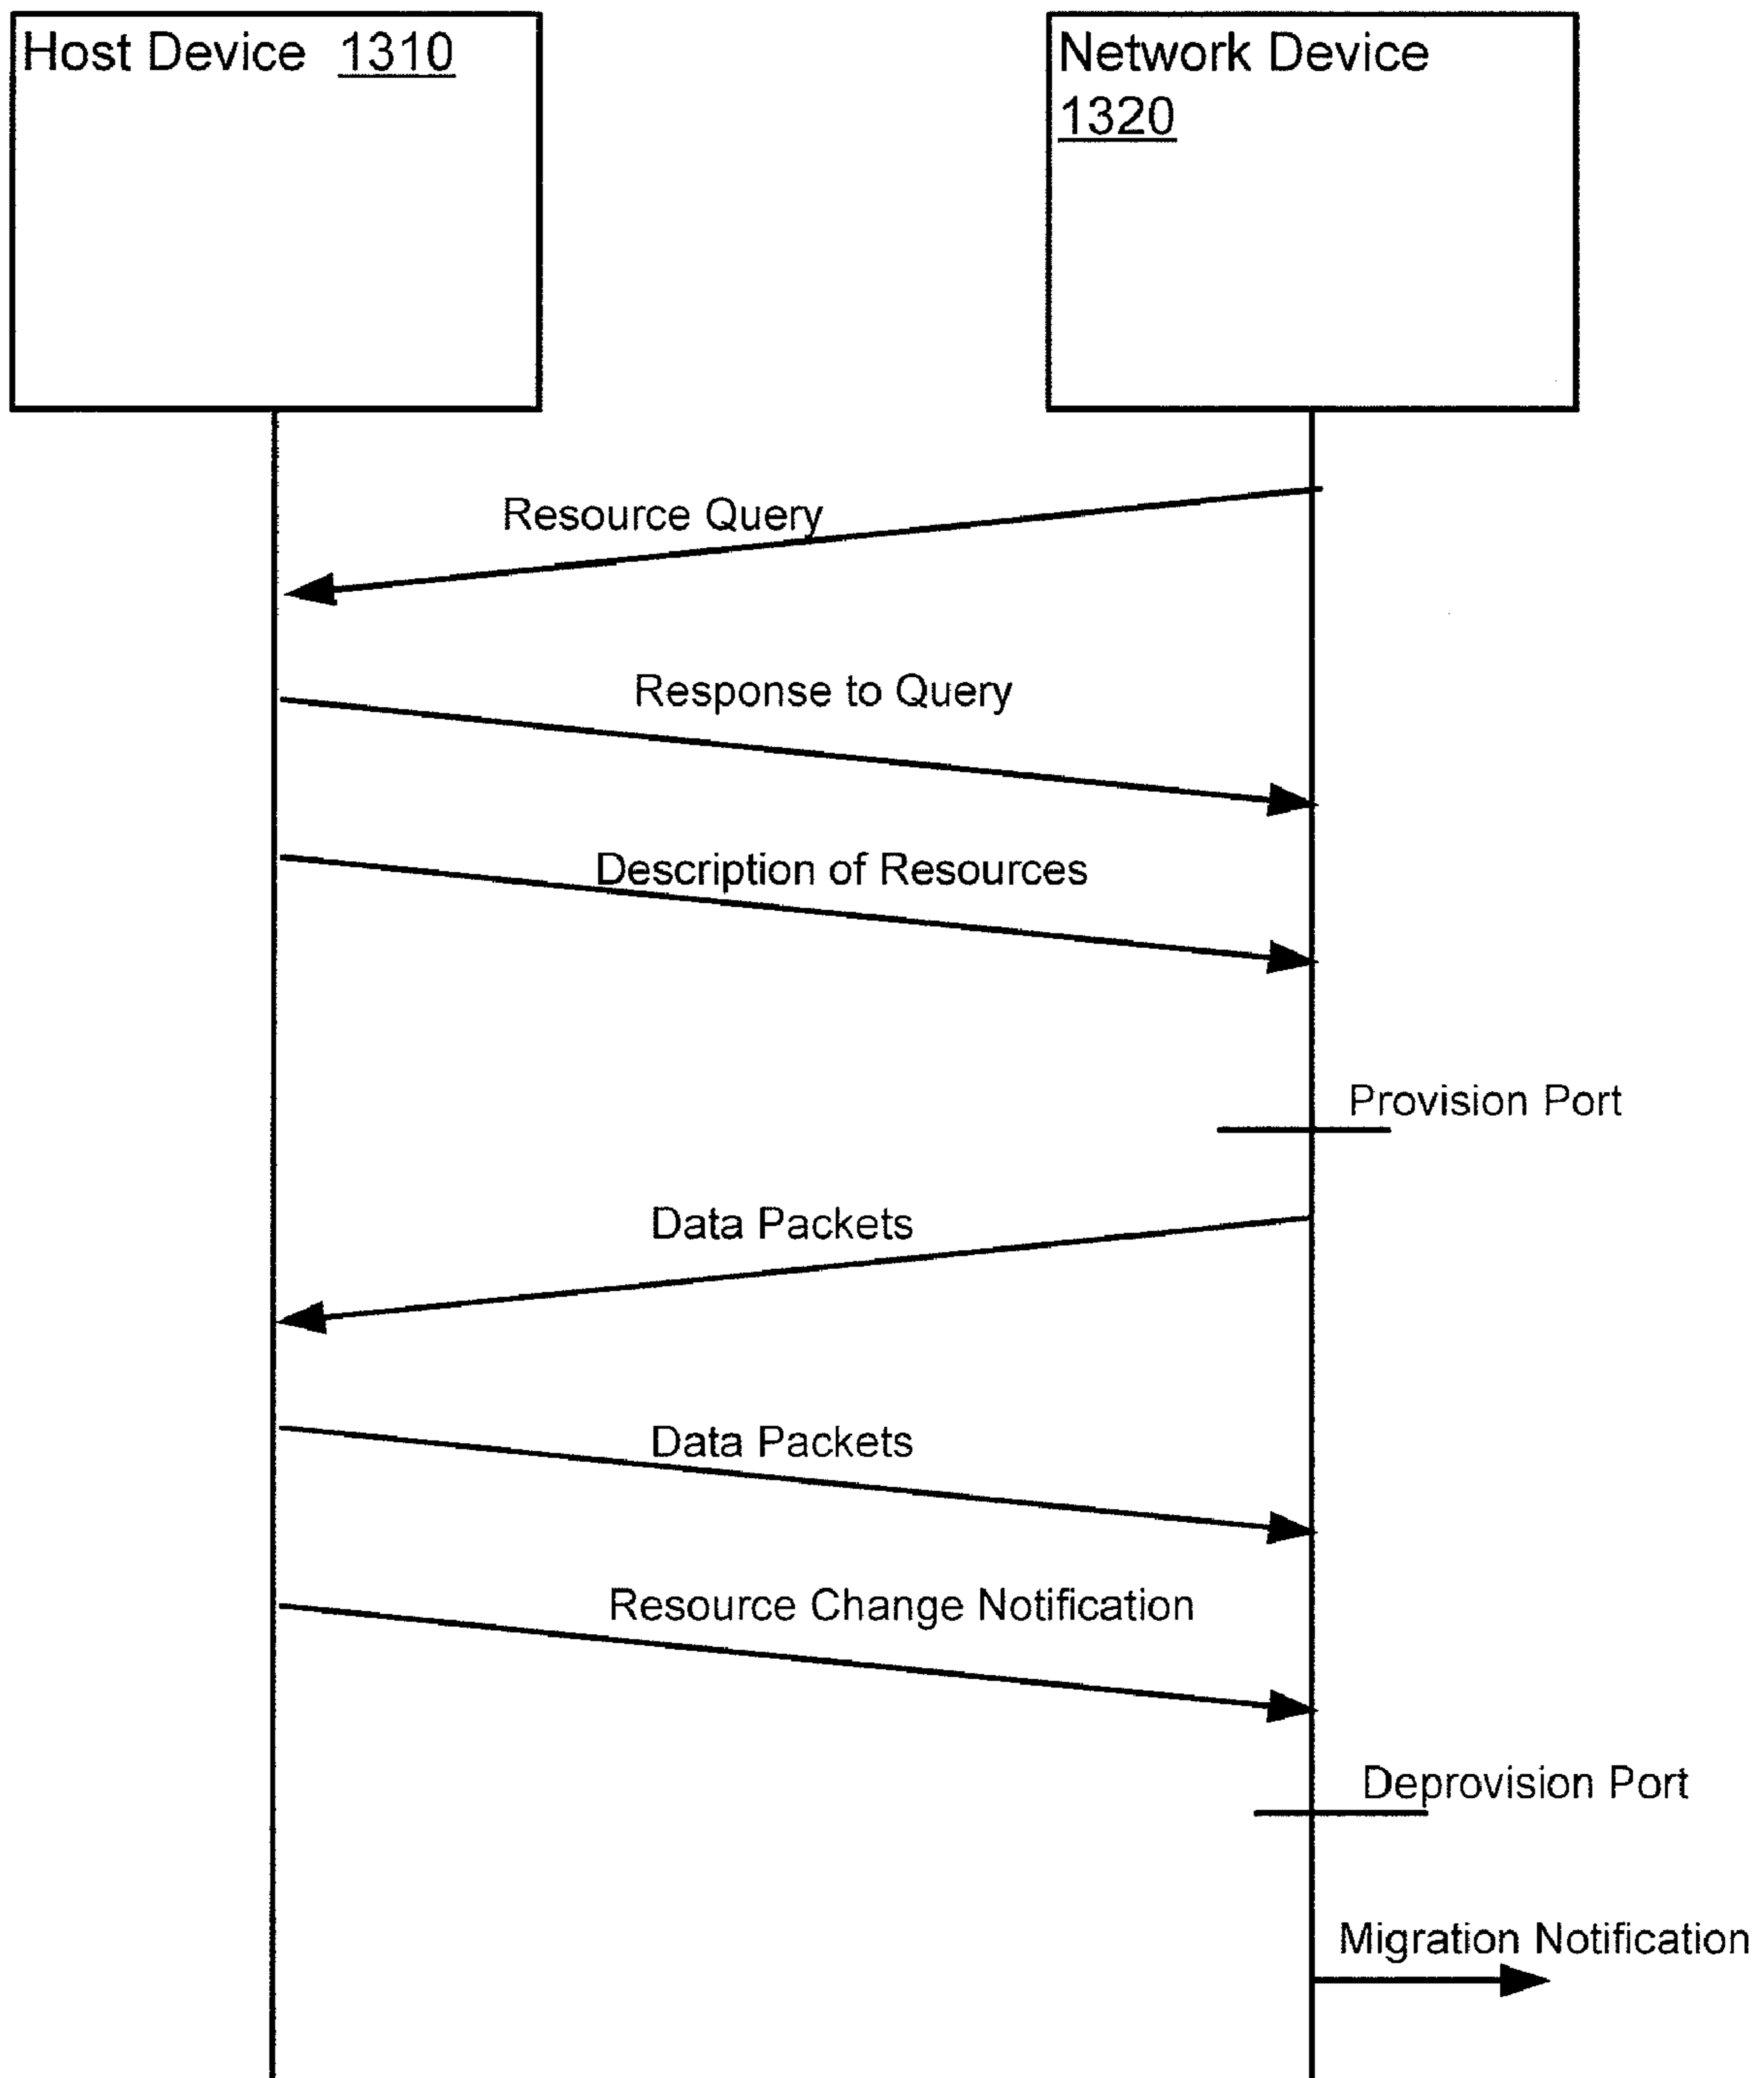 Host Device 1310
Network Device
1320
Resource Query
Response to Query
Description of Resources
Provision Port
Data Packets
Data Packets
Resource Change Notification
Deprovision Port
Migration Notification